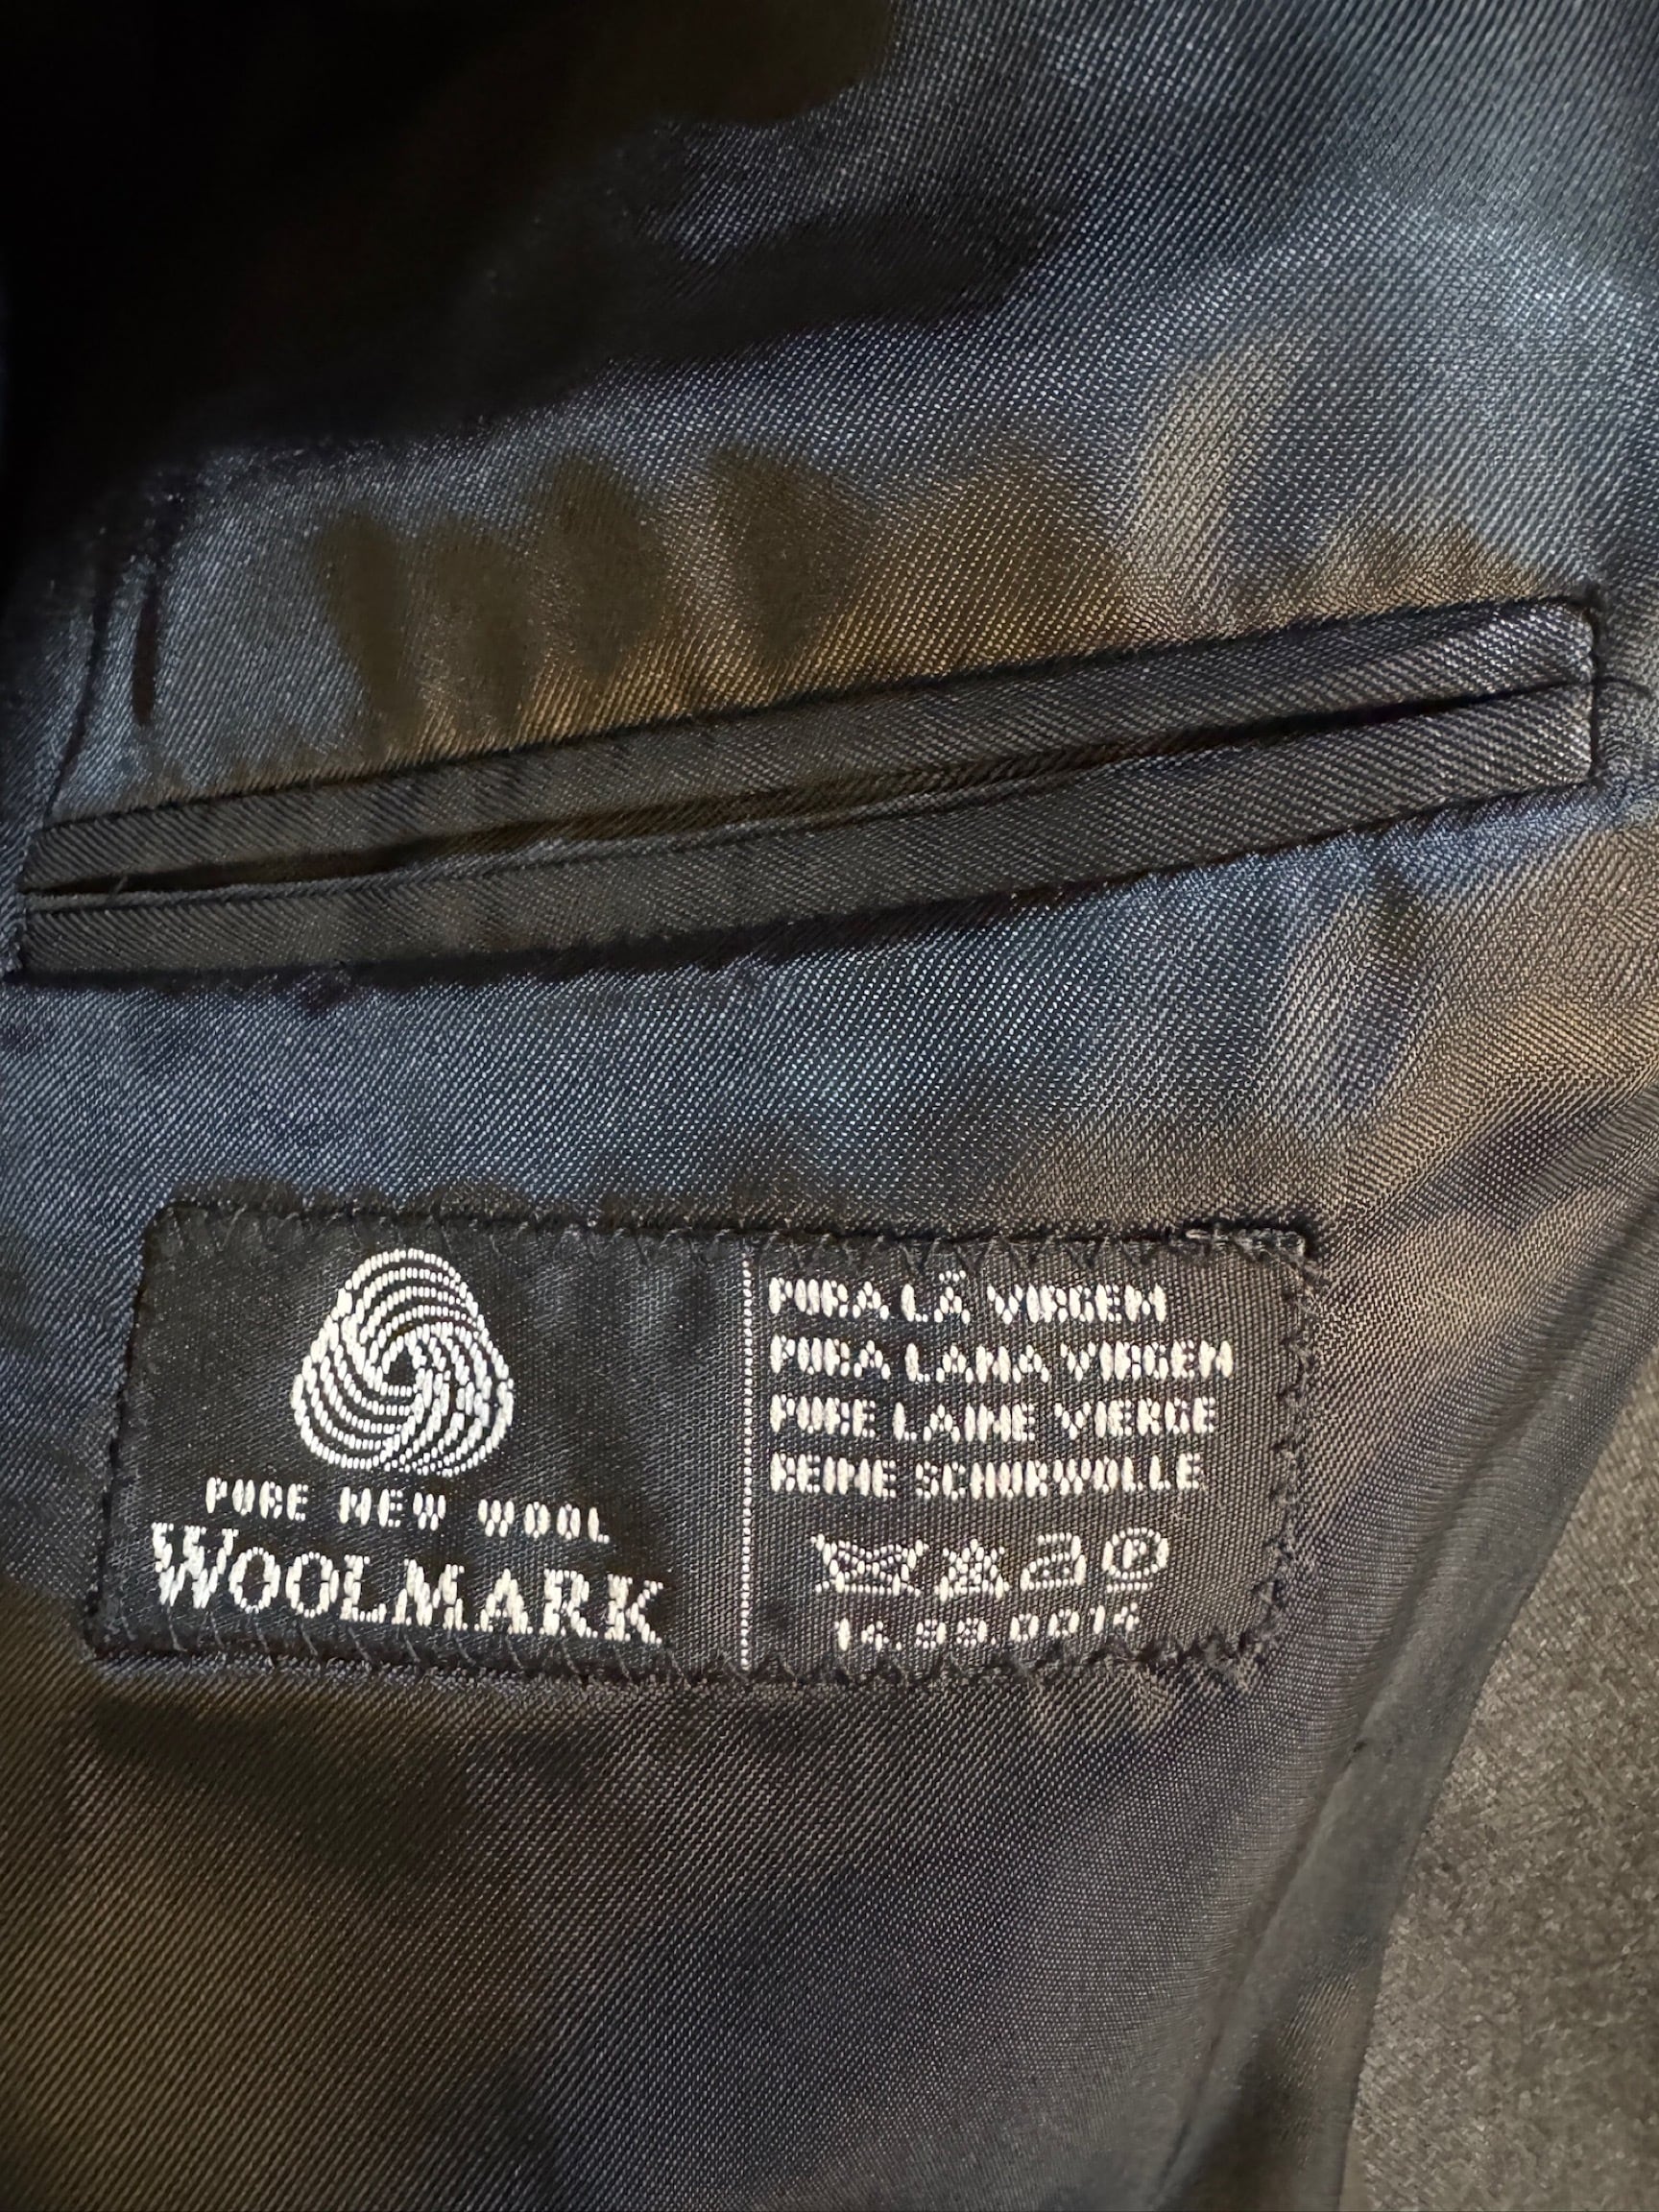 PURE NEW WOOL
WOOLMARK
PURA LÃ VIRGEM
PURA LANA VIRGEN
PURE LAINE VIERGE
REINE SCHURWOLLE
P